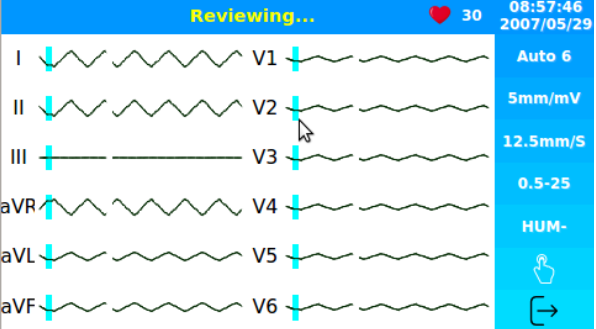 Reviewing...
30
08:57:46
2007/05/29
I
V1
Auto 6
II
V2
5mm/mV
III
V3
12.5mm/S
aVR
V4
0.5-25
aVL
V5
HUM-
aVF
V6